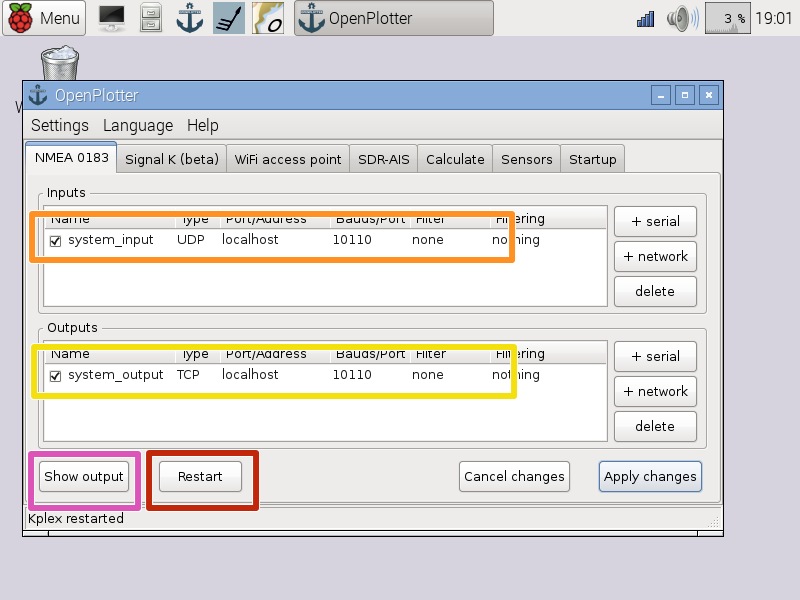 Menu OpenPlotter 3 % 19:01
W
OpenPlotter
Settings Language Help
NMEA 0183 Signal K (beta) WiFi access point SDR-AIS Calculate Sensors Startup
Inputs
Name Type Port/Address Bauds/Port Filter Filtering
system_input UDP localhost 10110 none nothing
+ serial
+ network
delete
Outputs
Name Type Port/Address Bauds/Port Filter Filtering
system_output TCP localhost 10110 none nothing
+ serial
+ network
delete
Show output Restart Cancel changes Apply changes
Kplex restarted